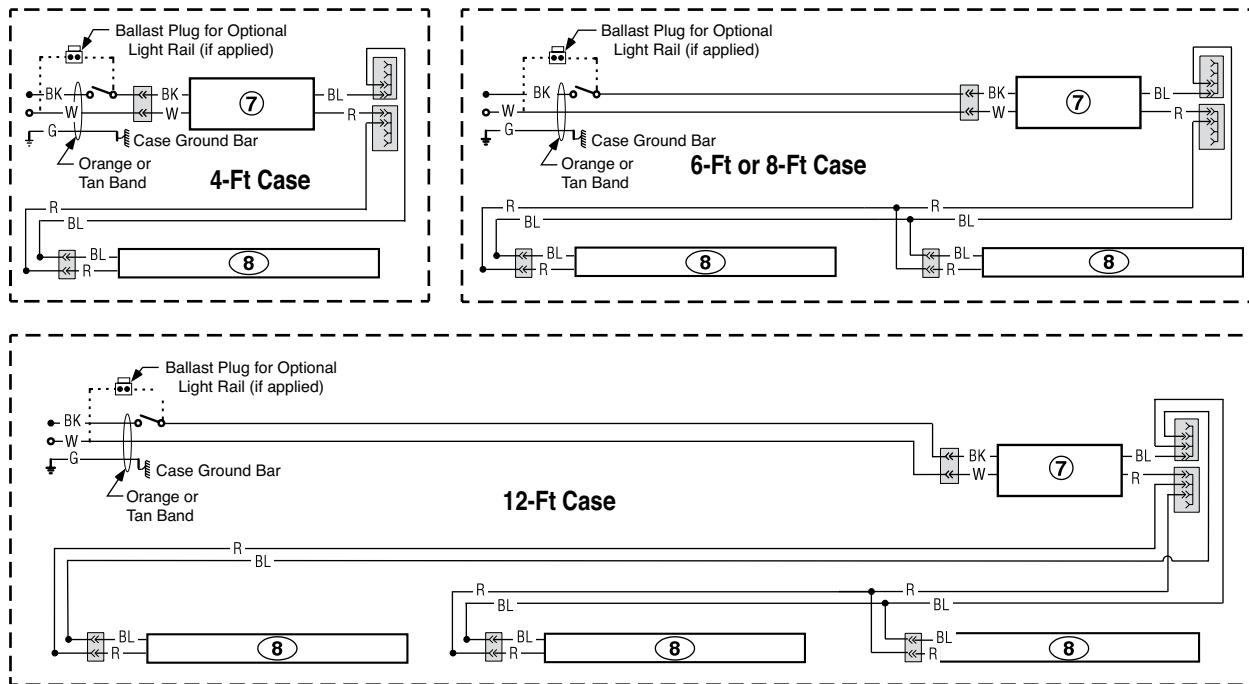 Ballast Plug for Optional
Light Rail (if applied)
BK
BK
7
BL
W
W
R
G
Case Ground Bar
Orange or
Tan Band
4-Ft Case
R
BL
BL
8
R
Ballast Plug for Optional
Light Rail (if applied)
BK
BK
7
BL
W
W
R
G
Case Ground Bar
Orange or
Tan Band
6-Ft or 8-Ft Case
R
R
BL
BL
BL
8
R
BL
8
R
Ballast Plug for Optional
Light Rail (if applied)
BK
W
G
Case Ground Bar
Orange or
Tan Band
BK
7
BL
W
R
12-Ft Case
R
BL
R
R
BL
BL
BL
8
R
BL
8
R
BL
8
R